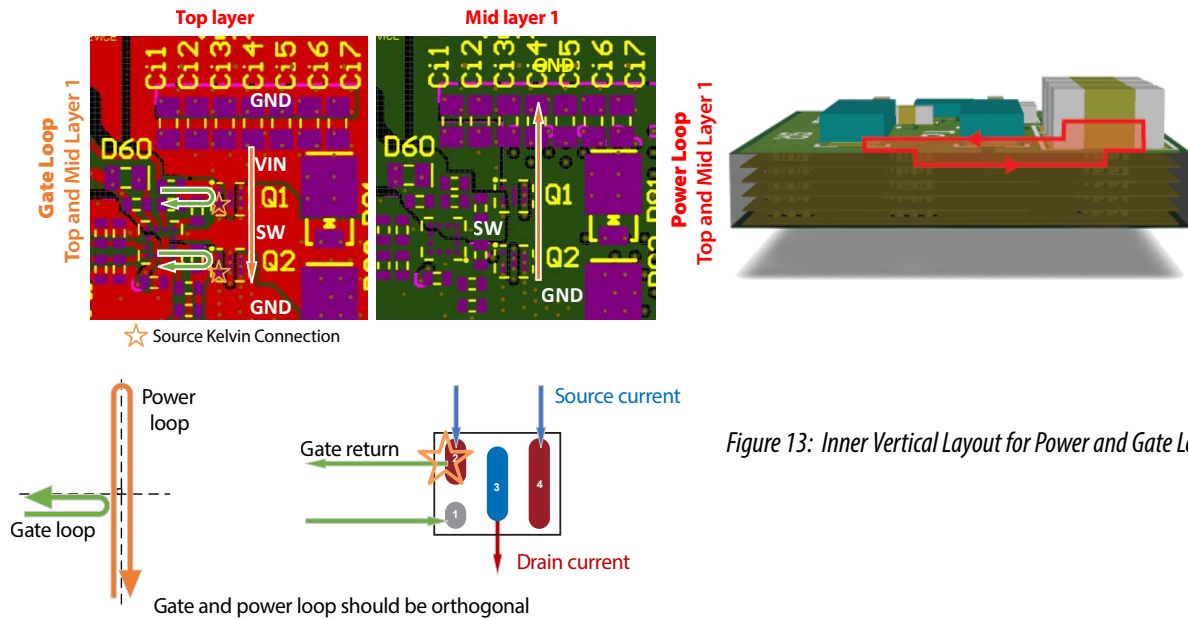 Top layer
Mid layer 1
Gate Loop
Top and Mid Layer 1
Ci1
Ci2
Ci3
Ci4
Ci5
Ci6
Ci7
GND
D60
VIN
Q1
SW
Q2
GND
Ci1
Ci2
Ci3
Ci4
Ci5
Ci6
Ci7
GND
D60
Q1
SW
Q2
GND
Power Loop
Top and Mid Layer 1
Source Kelvin Connection
Power
loop
Gate loop
Gate and power loop should be orthogonal
Source current
Gate return
2
3
4
1
Drain current
Figure 13: Inner Vertical Layout for Power and Gate Lo